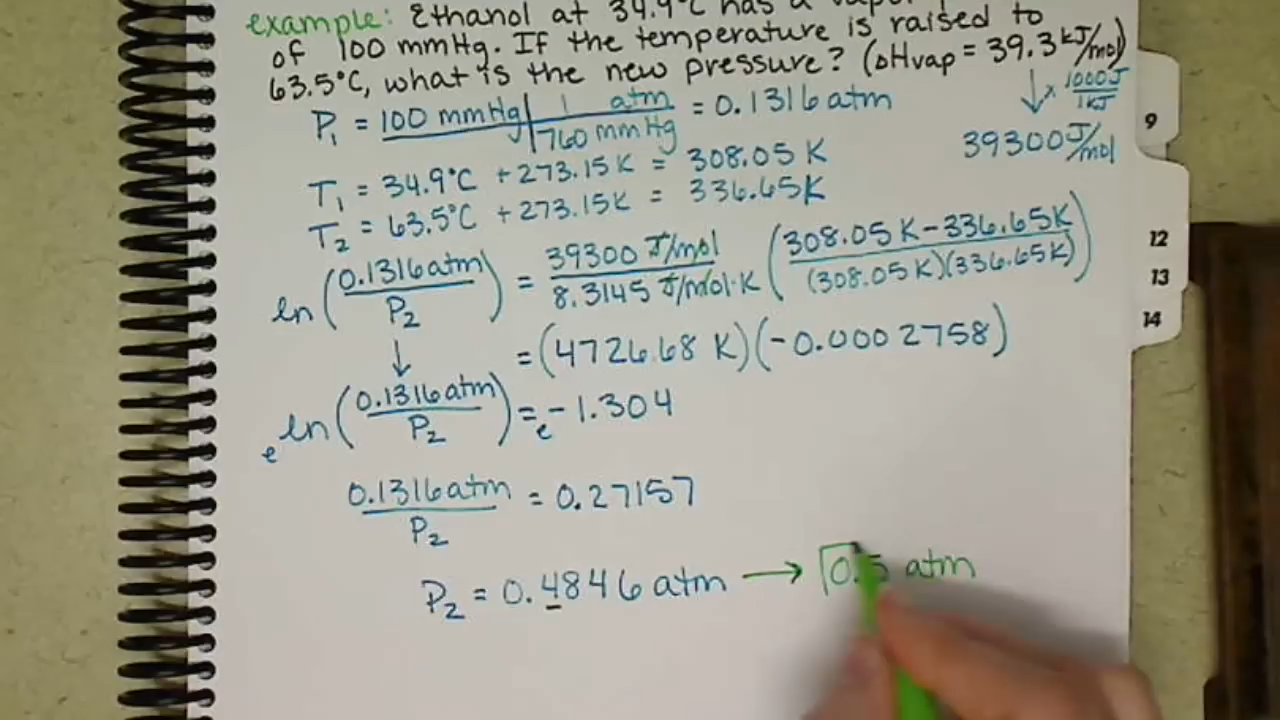 example: Ethanol at 34.9°C has a vapor
of 100 mmHg. If the temperature is raised to
63.5°C, what is the new pressure? (ΔHvap = 39.3 kJ/mol)
↓ × 1000J / 1 kJ
39300 J/mol
P₁ = 100 mmHg | 1 atm / 760 mmHg = 0.1316 atm
T₁ = 34.9°C + 273.15 K = 308.05 K
T₂ = 63.5°C + 273.15 K = 336.65 K
ln (0.1316 atm / P₂) = 39300 J/mol / 8.3145 J/mol·K (308.05 K − 336.65 K / (308.05 K)(336.65 K))
↓ = (4726.68 K)(−0.0002758)
e ln (0.1316 atm / P₂) = e −1.304
0.1316 atm / P₂ = 0.27157
P₂ = 0.4846 atm → 0.5 atm
9
12
13
14